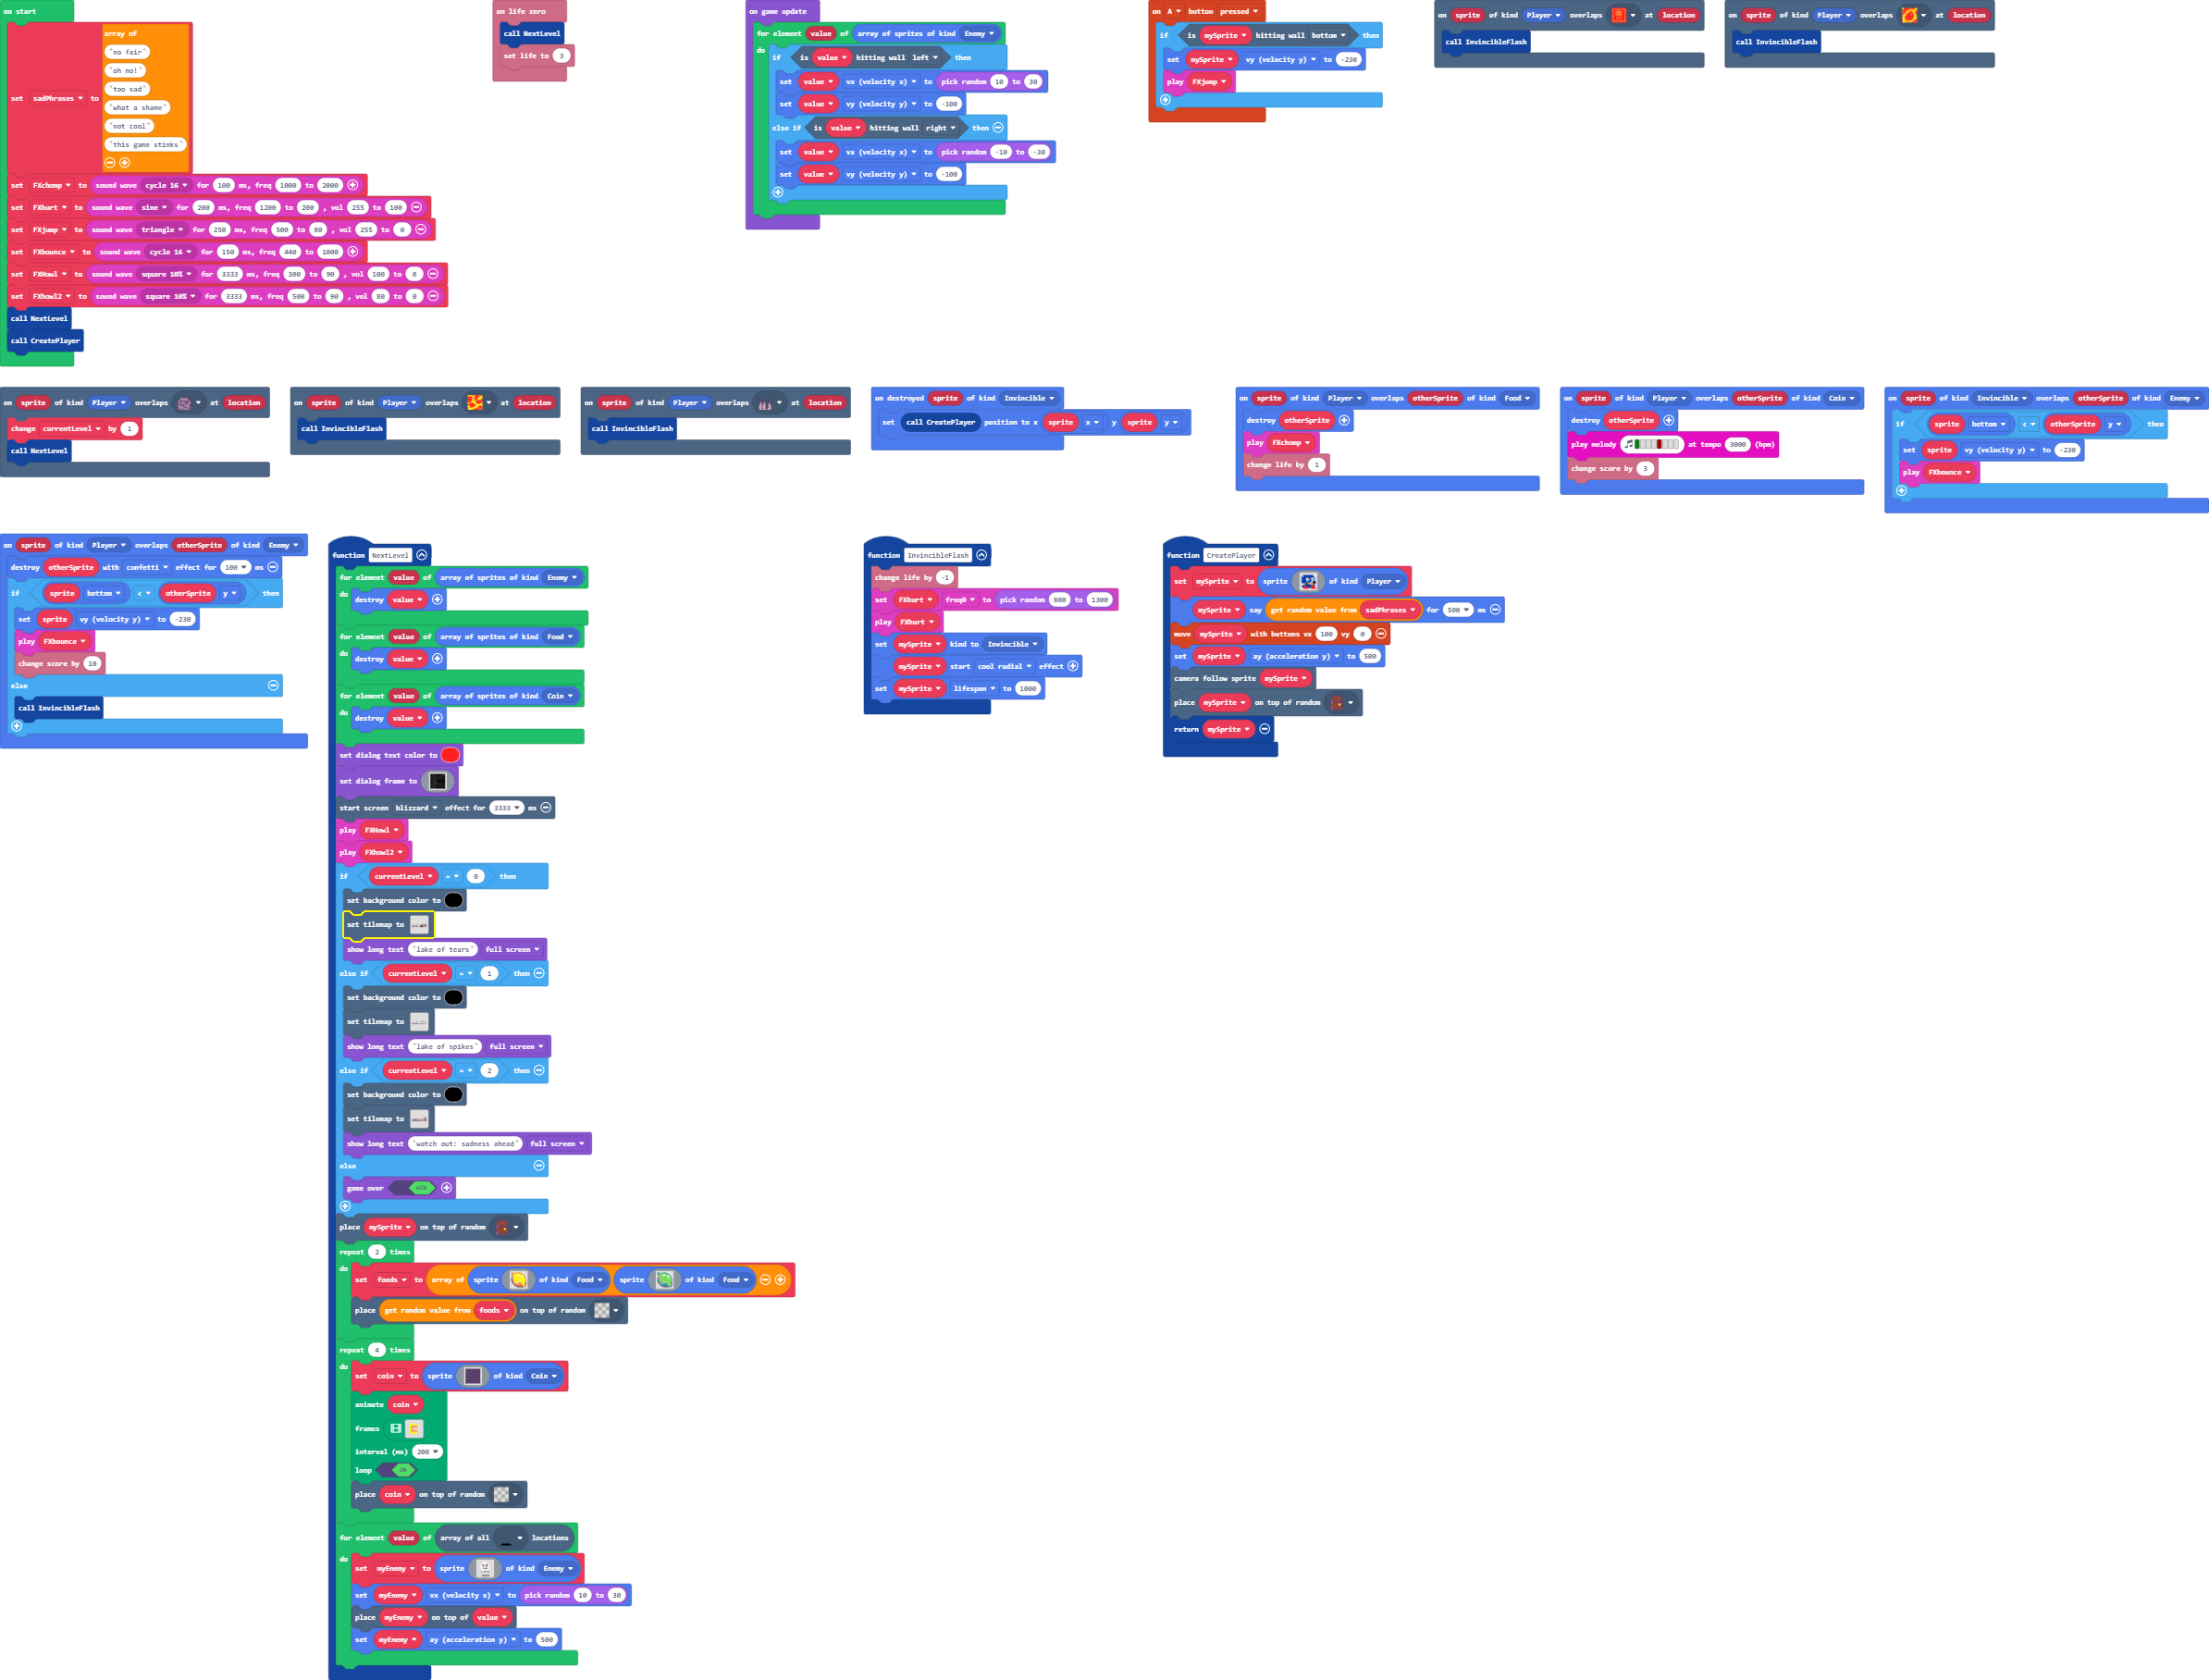 on start
set sadPhrases to array of
"no fair"
"oh no!"
"too sad"
"what a shame"
"not cool"
"this game stinks"
set FXchomp to sound wave cycle 16 for 100 ms, freq 1000 to 2000
set FXhurt to sound wave sine for 200 ms, freq 1200 to 200 , vol 255 to 100
set FXjump to sound wave triangle for 250 ms, freq 500 to 80 , vol 255 to 0
set FXbounce to sound wave cycle 16 for 150 ms, freq 440 to 1000
set FXHowl to sound wave square 10% for 3333 ms, freq 300 to 90 , vol 100 to 0
set FXhowl2 to sound wave square 10% for 3333 ms, freq 500 to 90 , vol 80 to 0
call NextLevel
call CreatePlayer
on life zero
call NextLevel
set life to 3
on game update
for element value of array of sprites of kind Enemy
do
if is value hitting wall left then
set value vx (velocity x) to pick random 10 to 30
set value vy (velocity y) to -100
else if is value hitting wall right then
set value vx (velocity x) to pick random -10 to -30
set value vy (velocity y) to -100
on A button pressed
if is mySprite hitting wall bottom then
set mySprite vy (velocity y) to -230
play FXjump
on sprite of kind Player overlaps at location
call InvincibleFlash
on sprite of kind Player overlaps at location
call InvincibleFlash
on sprite of kind Player overlaps at location
change currentLevel by 1
call NextLevel
on sprite of kind Player overlaps at location
call InvincibleFlash
on sprite of kind Player overlaps at location
call InvincibleFlash
on destroyed sprite of kind Invincible
set call CreatePlayer position to x sprite x y sprite y
on sprite of kind Player overlaps otherSprite of kind Food
destroy otherSprite
play FXchomp
change life by 1
on sprite of kind Player overlaps otherSprite of kind Coin
destroy otherSprite
play melody at tempo 3000 (bpm)
change score by 3
on sprite of kind Invincible overlaps otherSprite of kind Enemy
if sprite bottom < otherSprite y then
set sprite vy (velocity y) to -230
play FXbounce
on sprite of kind Player overlaps otherSprite of kind Enemy
destroy otherSprite with confetti effect for 100 ms
if sprite bottom < otherSprite y then
set sprite vy (velocity y) to -230
play FXbounce
change score by 10
else
call InvincibleFlash
function NextLevel
for element value of array of sprites of kind Enemy
do destroy value
for element value of array of sprites of kind Food
do destroy value
for element value of array of sprites of kind Coin
do destroy value
set dialog text color to
set dialog frame to
start screen blizzard effect for 3333 ms
play FXHowl
play FXhowl2
if currentLevel = 0 then
set background color to
set tilemap to
show long text "lake of tears" full screen
else if currentLevel = 1 then
set background color to
set tilemap to
show long text "lake of spikes" full screen
else if currentLevel = 2 then
set background color to
set tilemap to
show long text "watch out: sadness ahead" full screen
else
game over WIN
place mySprite on top of random
repeat 2 times
do
set foods to array of sprite of kind Food sprite of kind Food
place get random value from foods on top of random
repeat 4 times
do
set coin to sprite of kind Coin
animate coin
frames
interval (ms) 200
loop ON
place coin on top of random
for element value of array of all locations
do
set myEnemy to sprite of kind Enemy
set myEnemy vx (velocity x) to pick random 10 to 30
place myEnemy on top of value
set myEnemy ay (acceleration y) to 500
function InvincibleFlash
change life by -1
set FXhurt freq0 to pick random 800 to 1300
play FXhurt
set mySprite kind to Invincible
mySprite start cool radial effect
set mySprite lifespan to 1000
function CreatePlayer
set mySprite to sprite of kind Player
mySprite say get random value from sadPhrases for 500 ms
move mySprite with buttons vx 100 vy 0
set mySprite ay (acceleration y) to 500
camera follow sprite mySprite
place mySprite on top of random
return mySprite